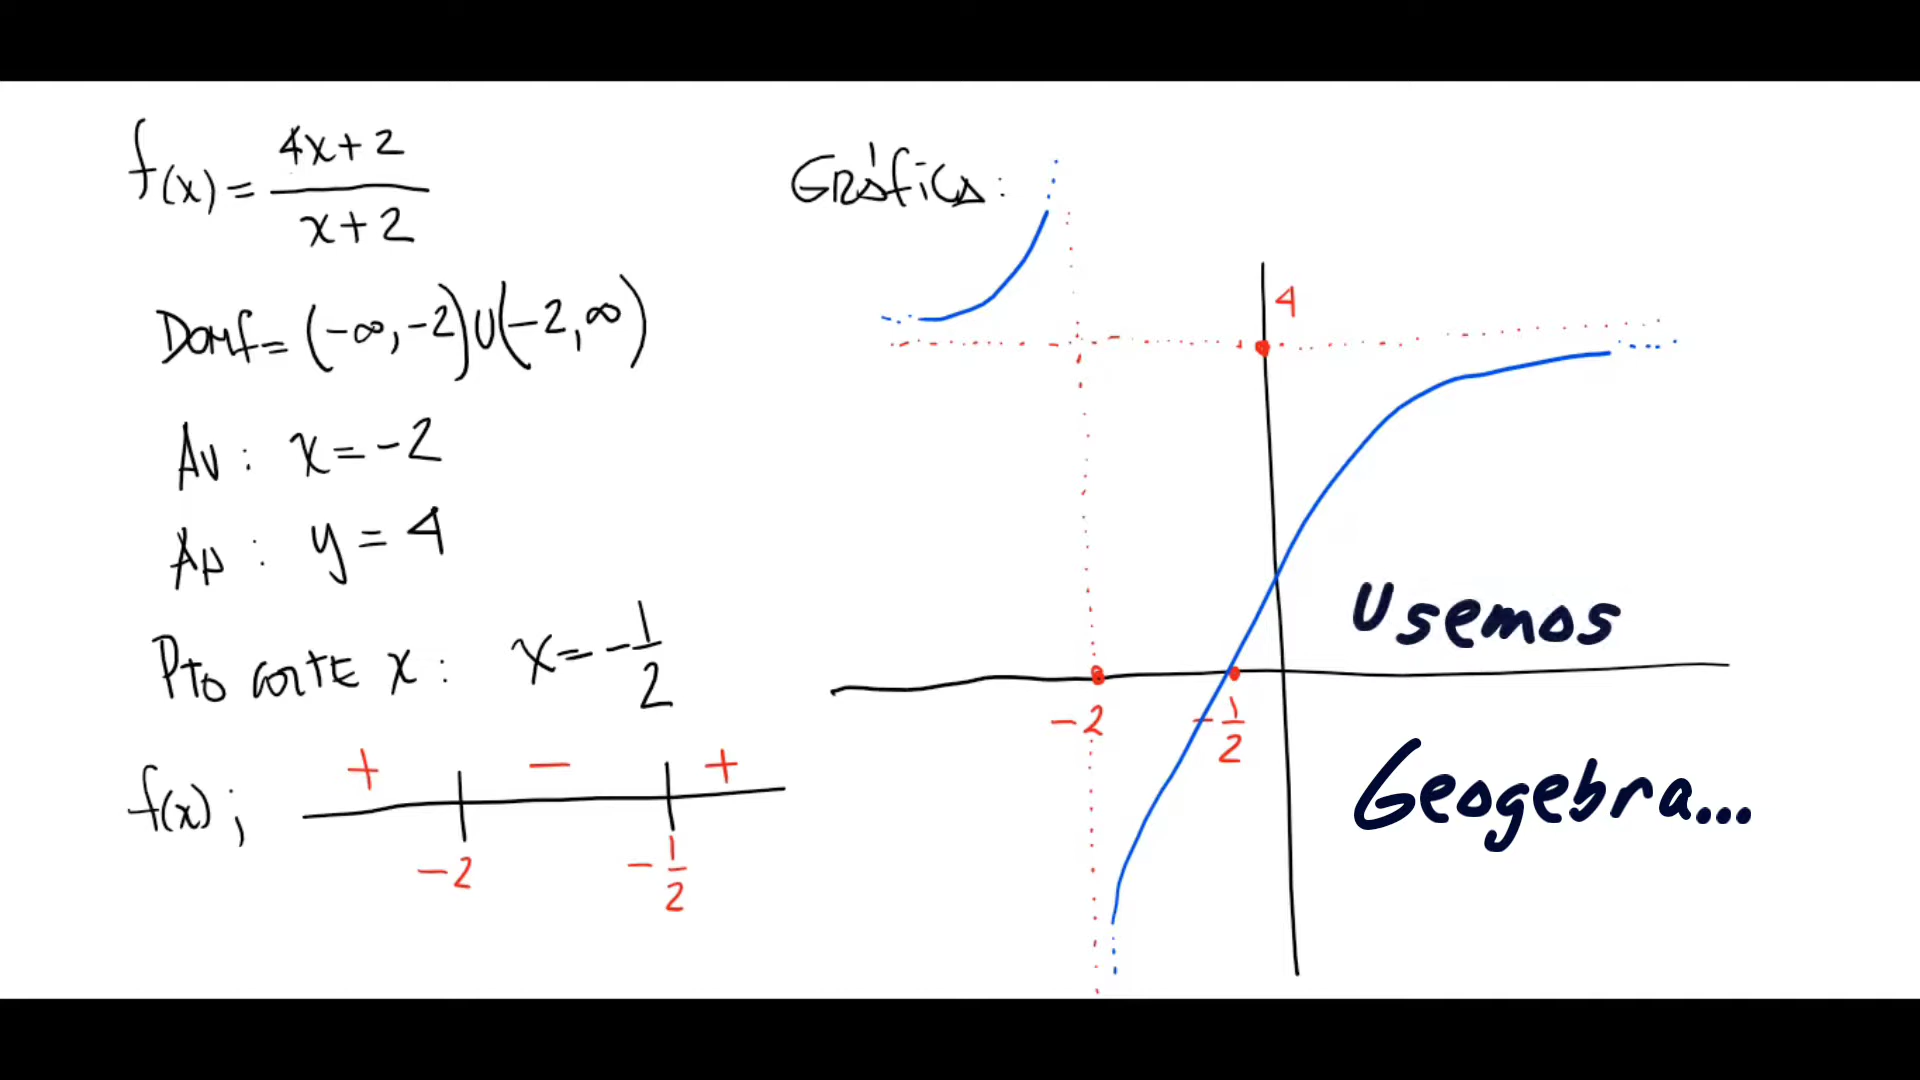 f(x) = 4x+2 / x+2
Domf = (-∞,-2)U(-2,∞)
Av : x = -2
AH : y = 4
Pto corte x : x = -1/2
f(x) ; + - +
-2 -1/2
Gráfica:
4
-2 -1/2
Usemos
Geogebra...